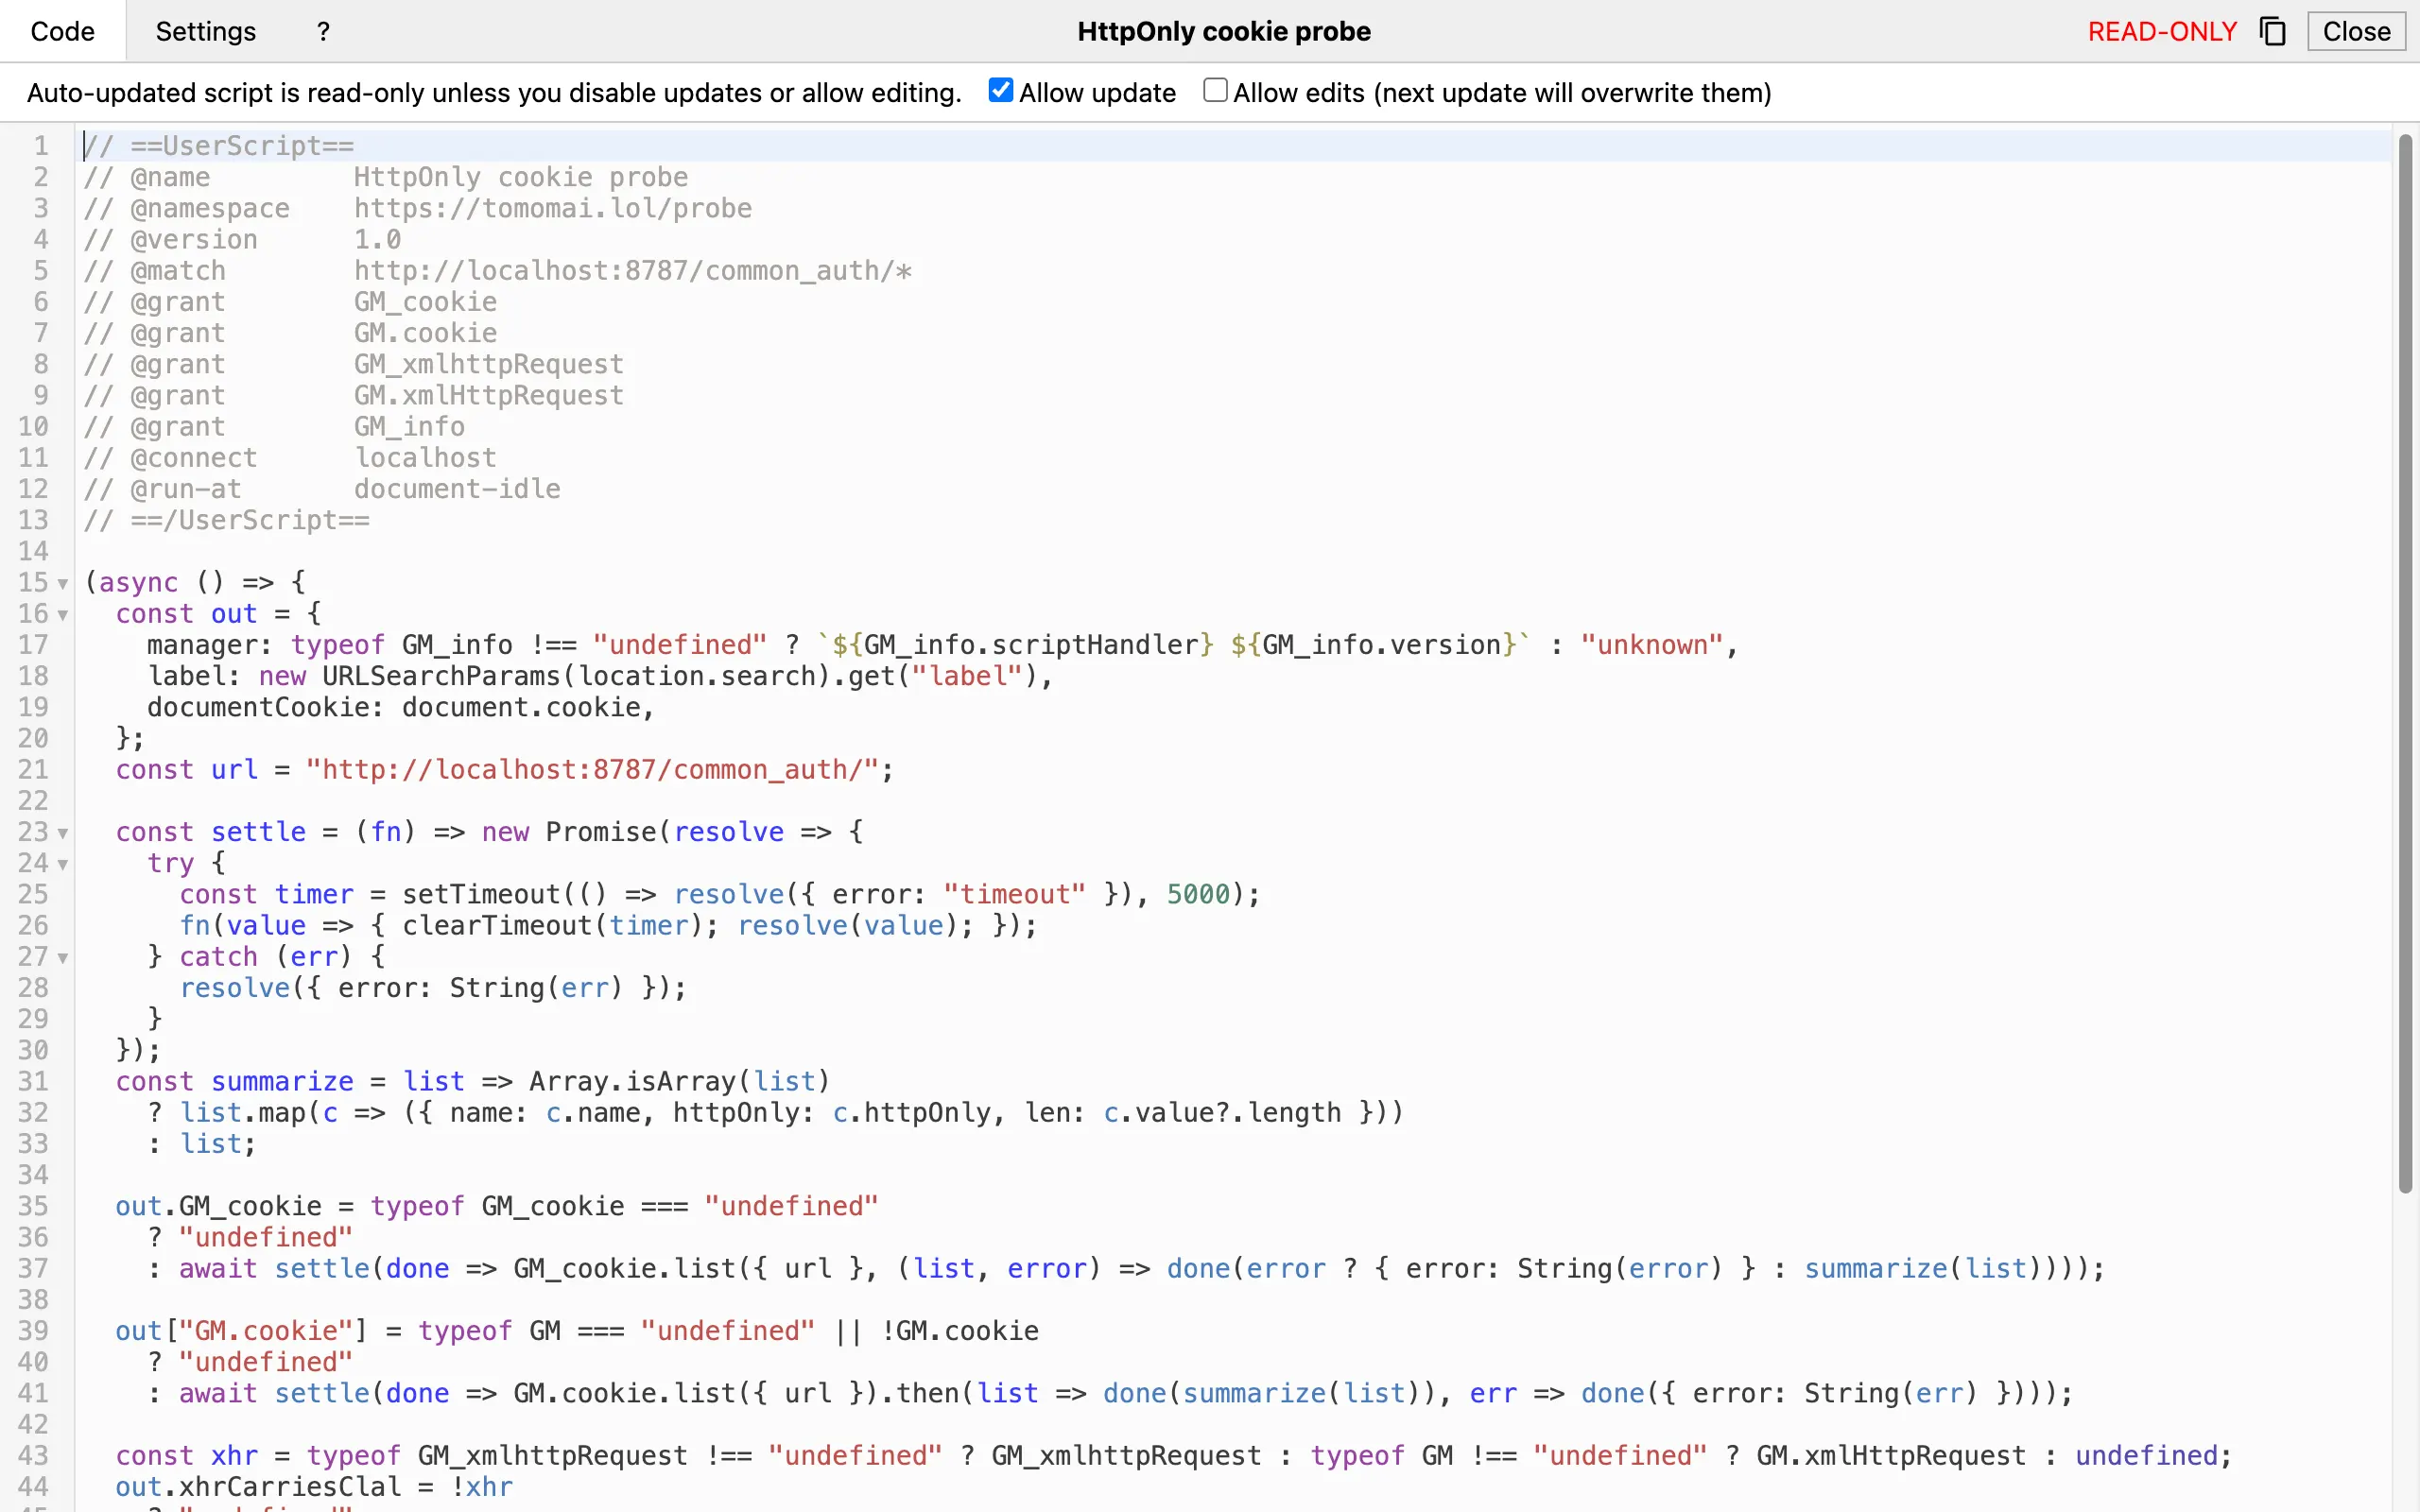 Code Settings ? HttpOnly cookie probe READ-ONLY Close
Auto-updated script is read-only unless you disable updates or allow editing. Allow update Allow edits (next update will overwrite them)
1 // ==UserScript==
2 // @name         HttpOnly cookie probe
3 // @namespace    https://tomomai.lol/probe
4 // @version      1.0
5 // @match        http://localhost:8787/common_auth/*
6 // @grant        GM_cookie
7 // @grant        GM.cookie
8 // @grant        GM_xmlhttpRequest
9 // @grant        GM.xmlHttpRequest
10 // @grant        GM_info
11 // @connect      localhost
12 // @run-at       document-idle
13 // ==/UserScript==
14
15 (async () => {
16   const out = {
17     manager: typeof GM_info !== "undefined" ? `${GM_info.scriptHandler} ${GM_info.version}` : "unknown",
18     label: new URLSearchParams(location.search).get("label"),
19     documentCookie: document.cookie,
20   };
21   const url = "http://localhost:8787/common_auth/";
22
23   const settle = (fn) => new Promise(resolve => {
24     try {
25       const timer = setTimeout(() => resolve({ error: "timeout" }), 5000);
26       fn(value => { clearTimeout(timer); resolve(value); });
27     } catch (err) {
28       resolve({ error: String(err) });
29     }
30   });
31   const summarize = list => Array.isArray(list)
32     ? list.map(c => ({ name: c.name, httpOnly: c.httpOnly, len: c.value?.length }))
33     : list;
34
35   out.GM_cookie = typeof GM_cookie === "undefined"
36     ? "undefined"
37     : await settle(done => GM_cookie.list({ url }, (list, error) => done(error ? { error: String(error) } : summarize(list))));
38
39   out["GM.cookie"] = typeof GM === "undefined" || !GM.cookie
40     ? "undefined"
41     : await settle(done => GM.cookie.list({ url }).then(list => done(summarize(list)), err => done({ error: String(err) })));
42
43   const xhr = typeof GM_xmlhttpRequest !== "undefined" ? GM_xmlhttpRequest : typeof GM !== "undefined" ? GM.xmlHttpRequest : undefined;
44   out.xhrCarriesClal = !xhr